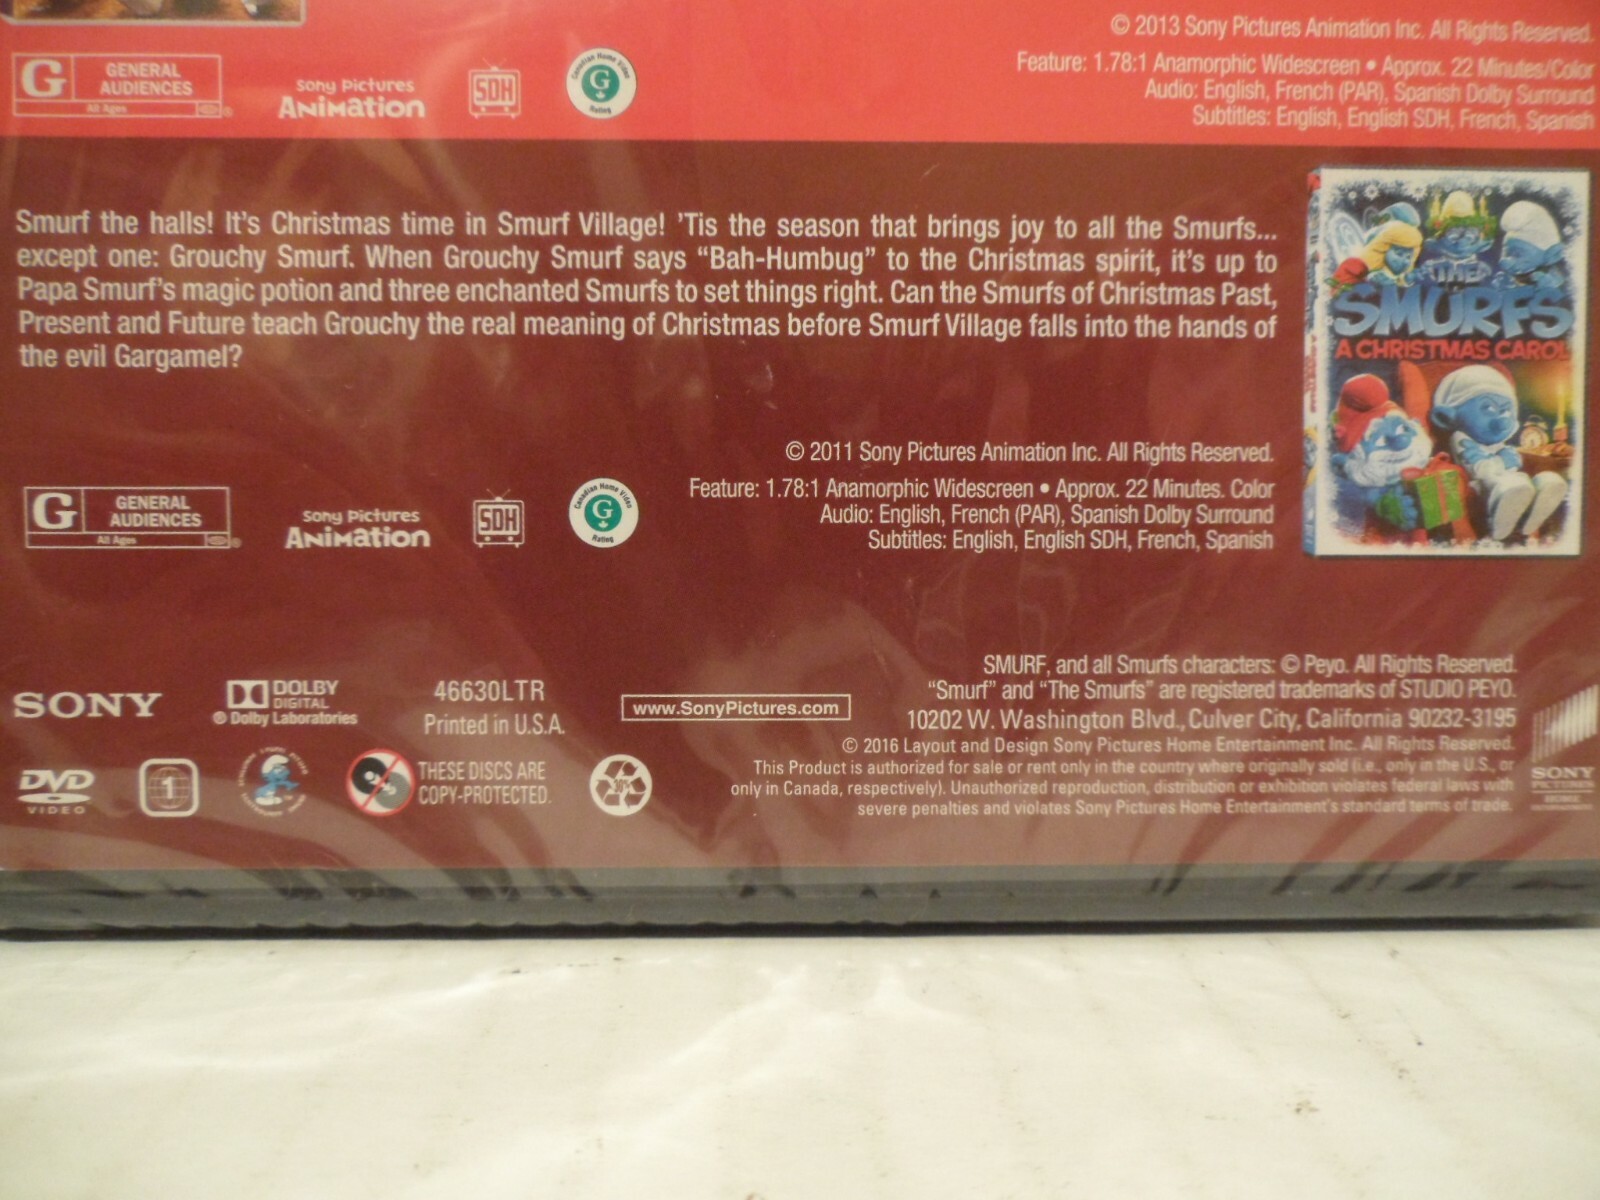 © 2013 Sony Pictures Animation Inc. All Rights Reserved.
G GENERAL AUDIENCES
All Ages ®
Sony Pictures
Animation
SDH
Canadian Home Video
G
Rating
Feature: 1.78:1 Anamorphic Widescreen • Approx. 22 Minutes/Color
Audio: English, French (PAR), Spanish Dolby Surround
Subtitles: English, English SDH, French, Spanish
Smurf the halls! It's Christmas time in Smurf Village! 'Tis the season that brings joy to all the Smurfs...
except one: Grouchy Smurf. When Grouchy Smurf says "Bah-Humbug" to the Christmas spirit, it's up to
Papa Smurf's magic potion and three enchanted Smurfs to set things right. Can the Smurfs of Christmas Past,
Present and Future teach Grouchy the real meaning of Christmas before Smurf Village falls into the hands of
the evil Gargamel?
THE
SMURFS
A CHRISTMAS CAROL
© 2011 Sony Pictures Animation Inc. All Rights Reserved.
G GENERAL AUDIENCES
All Ages ®
Sony Pictures
Animation
SDH
Canadian Home Video
G
Rating
Feature: 1.78:1 Anamorphic Widescreen • Approx. 22 Minutes. Color
Audio: English, French (PAR), Spanish Dolby Surround
Subtitles: English, English SDH, French, Spanish
SONY
DOLBY
DIGITAL
® Dolby Laboratories
46630LTR
Printed in U.S.A.
www.SonyPictures.com
SMURF, and all Smurfs characters: © Peyo. All Rights Reserved.
"Smurf" and "The Smurfs" are registered trademarks of STUDIO PEYO.
10202 W. Washington Blvd., Culver City, California 90232-3195
© 2016 Layout and Design Sony Pictures Home Entertainment Inc. All Rights Reserved.
This Product is authorized for sale or rent only in the country where originally sold (i.e., only in the U.S., or
only in Canada, respectively). Unauthorized reproduction, distribution or exhibition violates federal laws with
severe penalties and violates Sony Pictures Home Entertainment's standard terms of trade.
DVD
VIDEO
1
THESE DISCS ARE
COPY-PROTECTED.
SONY
PICTURES
HOME